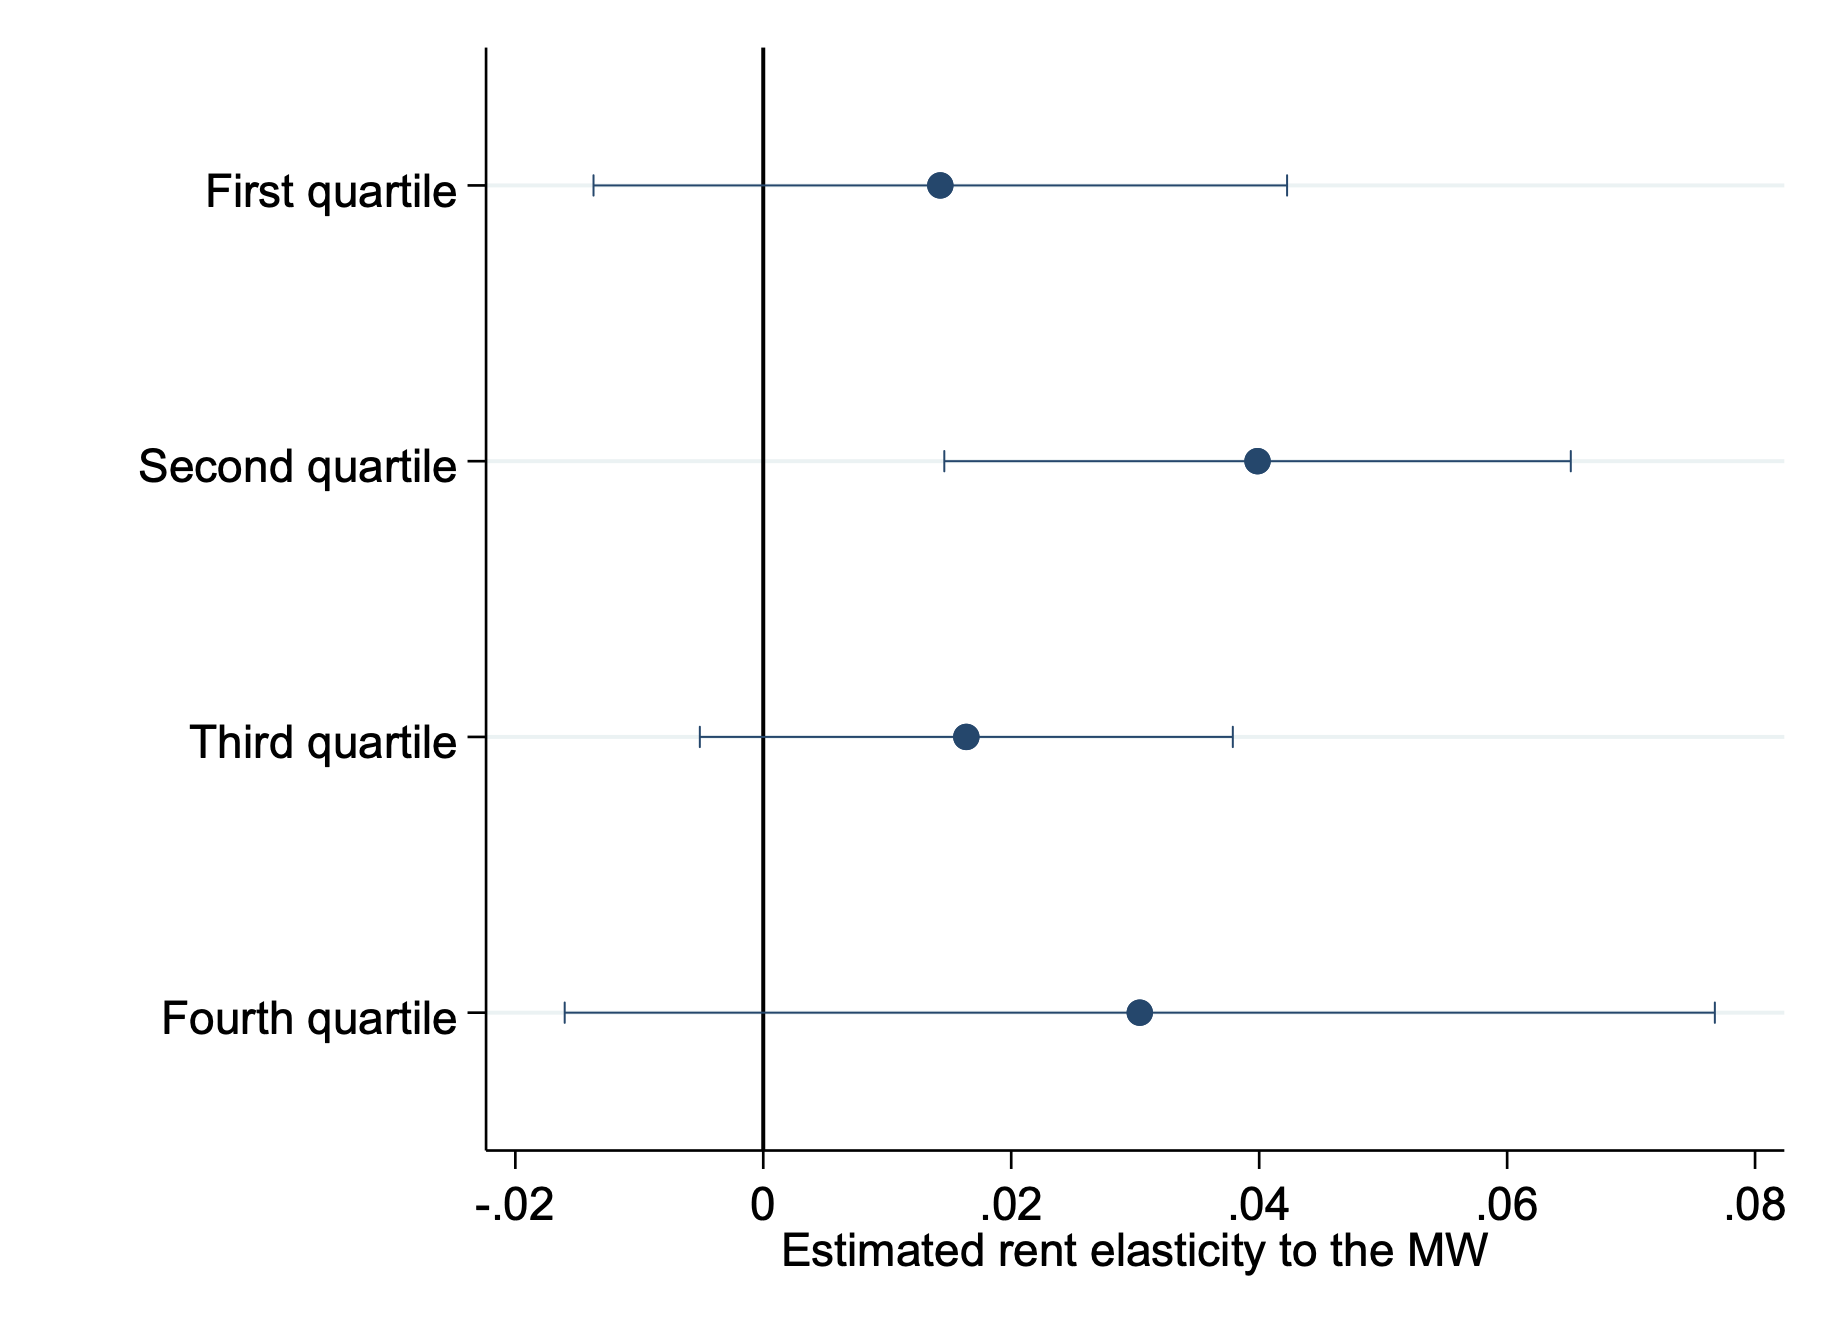 First quartile
Second quartile
Third quartile
Fourth quartile
-.02 0 .02 .04 .06 .08
Estimated rent elasticity to the MW